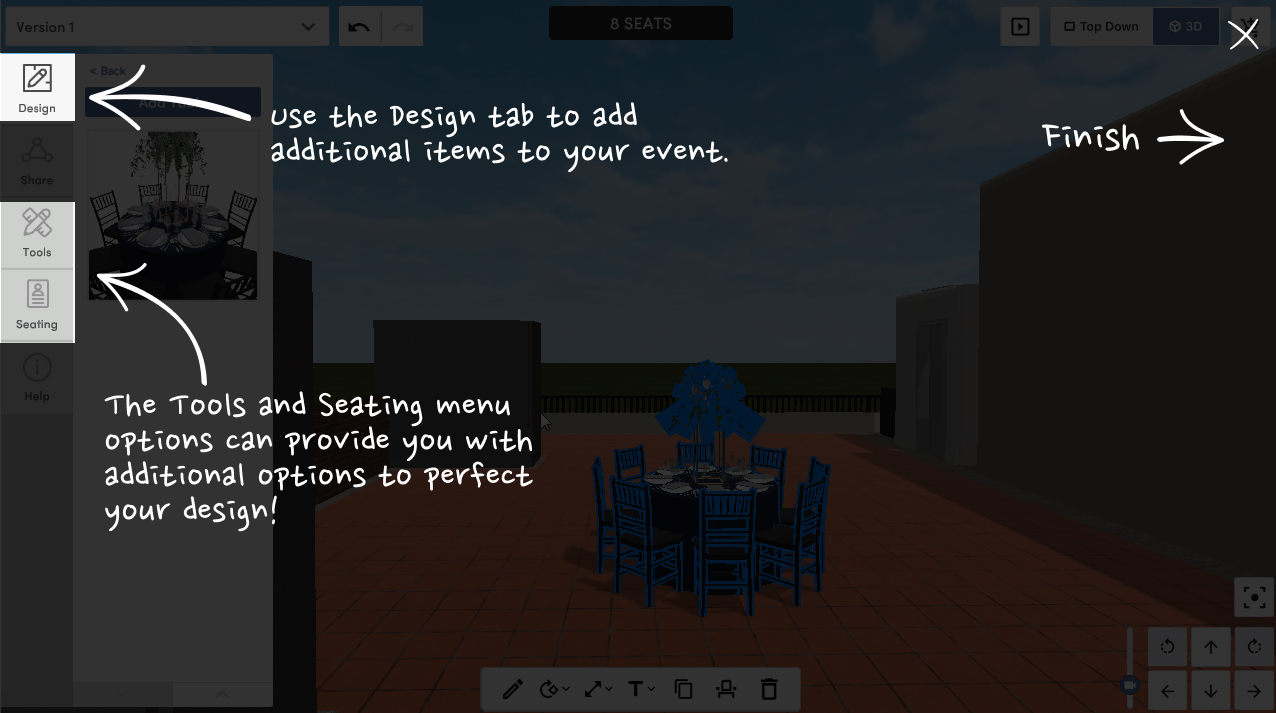 Version 1
8 SEATS
Top Down
3D
Design
< Back
Share
Tools
Seating
Help
Use the Design tab to add
additional items to your event.
Finish
The Tools and Seating menu
options can provide you with
additional options to perfect
your design!
T